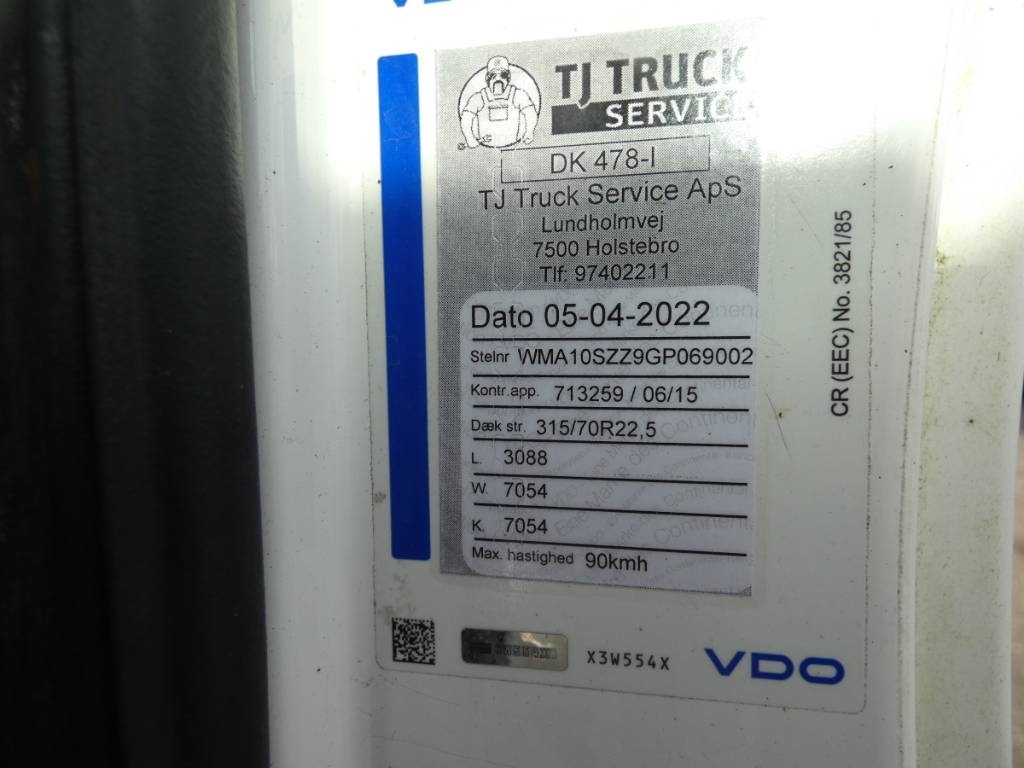 VDO
TJ TRUCK
SERVICE
DK 478-I
TJ Truck Service ApS
Lundholmvej
7500 Holstebro
Tlf: 97402211
Dato 05-04-2022
Stelnr WMA10SZZ9GP069002
Kontr.app. 713259 / 06/15
Dæk str. 315/70R22,5
L. 3088
W. 7054
K. 7054
Max. hastighed 90kmh
CR (EEC) No. 3821/85
X3W554X
VDO